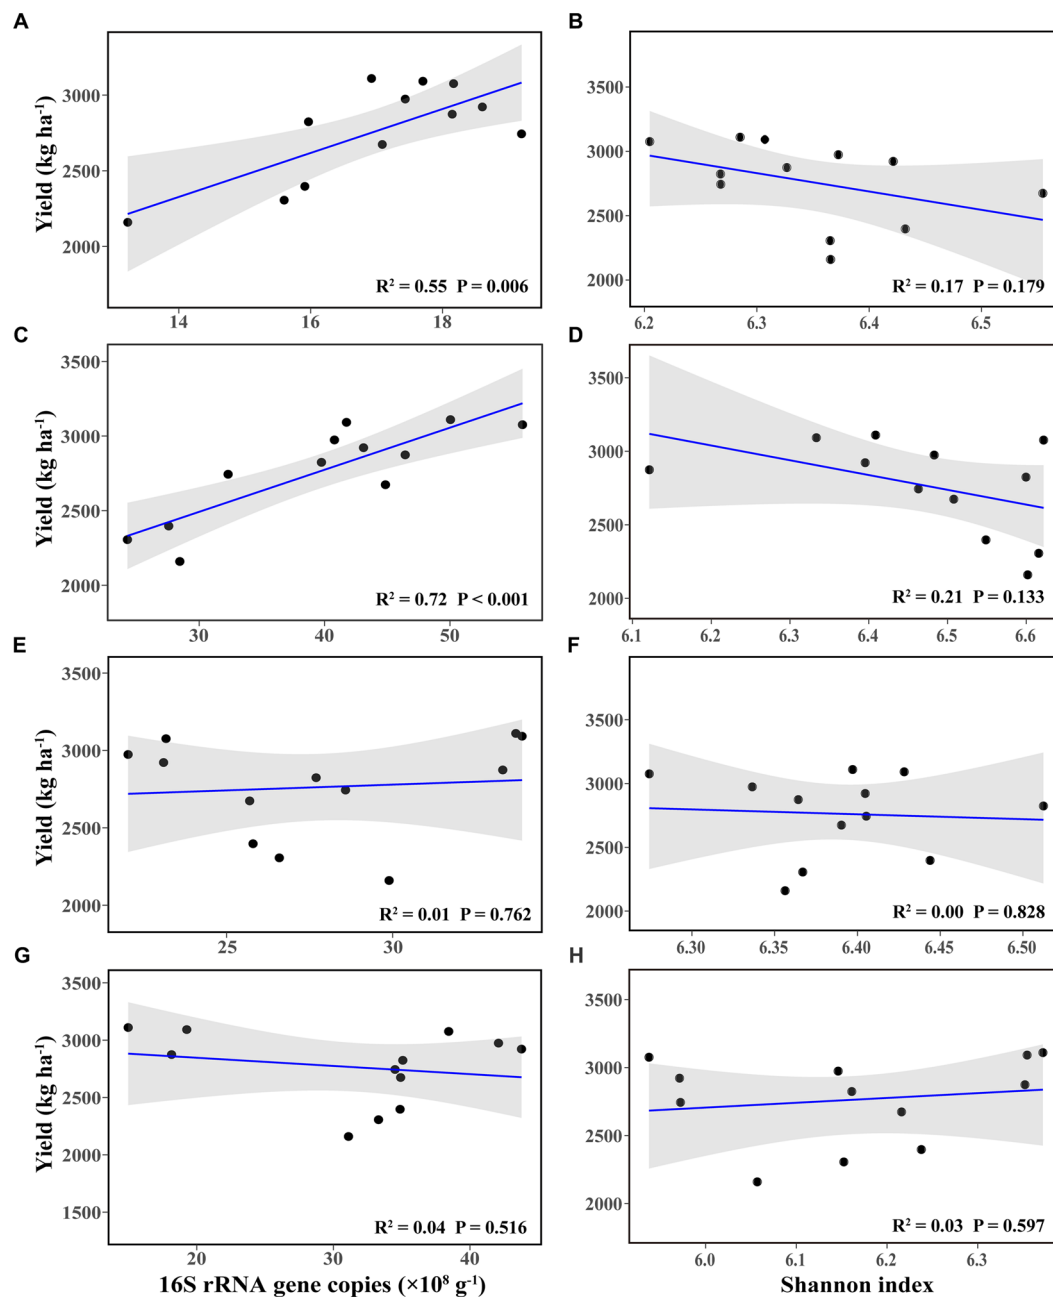 A
Yield (kg ha⁻¹)
3000
2500
2000
14
16
18
R² = 0.55 P = 0.006
B
3500
3000
2500
2000
6.2
6.3
6.4
6.5
R² = 0.17 P = 0.179
C
Yield (kg ha⁻¹)
3500
3000
2500
2000
30
40
50
R² = 0.72 P < 0.001
D
3500
3000
2500
2000
6.1
6.2
6.3
6.4
6.5
6.6
R² = 0.21 P = 0.133
E
Yield (kg ha⁻¹)
3500
3000
2500
2000
25
30
R² = 0.01 P = 0.762
F
3500
3000
2500
2000
6.30
6.35
6.40
6.45
6.50
R² = 0.00 P = 0.828
G
Yield (kg ha⁻¹)
3500
3000
2500
2000
1500
20
30
40
R² = 0.04 P = 0.516
16S rRNA gene copies (×10⁸ g⁻¹)
H
3500
3000
2500
2000
6.0
6.1
6.2
6.3
R² = 0.03 P = 0.597
Shannon index